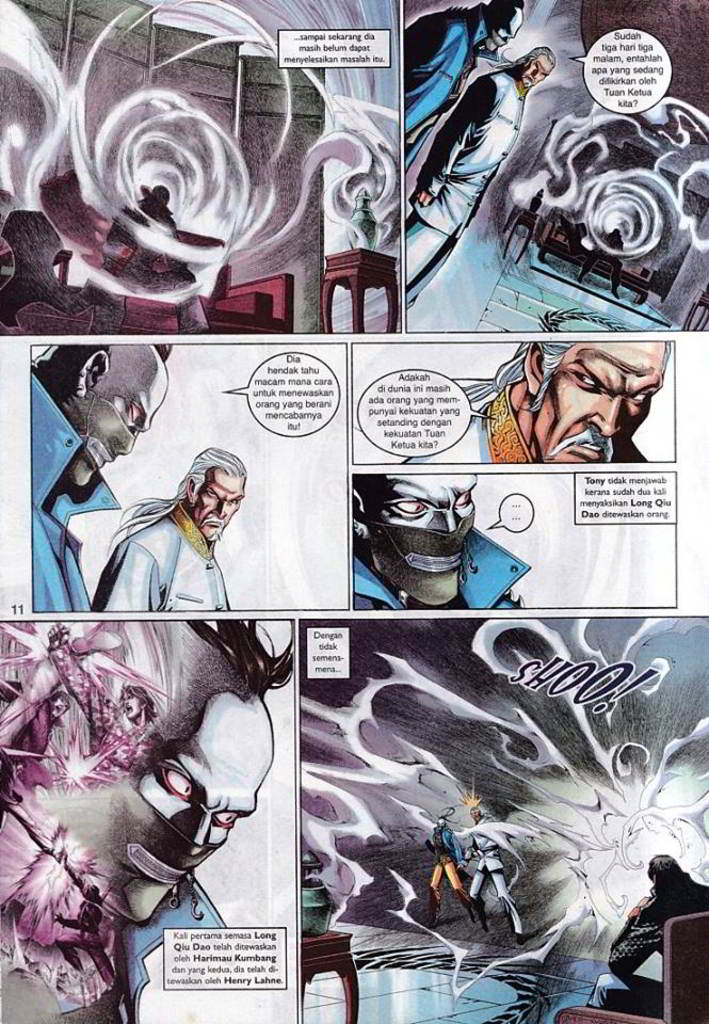 ...sampai sekarang dia
masih belum dapat
menyelesaikan masalah itu.
Sudah
tiga hari tiga
malam, entahlah
apa yang sedang
difikirkan oleh
Tuan Ketua
kita?
Dia
hendak tahu
macam mana cara
untuk menewaskan
orang yang berani
mencabarnya
itu!
Adakah
di dunia ini masih
ada orang yang mem-
punyai kekuatan yang
setanding dengan
kekuatan Tuan
Ketua kita?
Tony tidak menjawab
kerana sudah dua kali
menyaksikan Long Qiu
Dao ditewaskan orang.
...
...
11
Kali pertama semasa Long
Qiu Dao telah ditewaskan
oleh Harimau Kumbang
dan yang kedua, dia telah di-
tewaskan oleh Henry Lahne.
Dengan
tidak
semena-
mena...
SHOO!